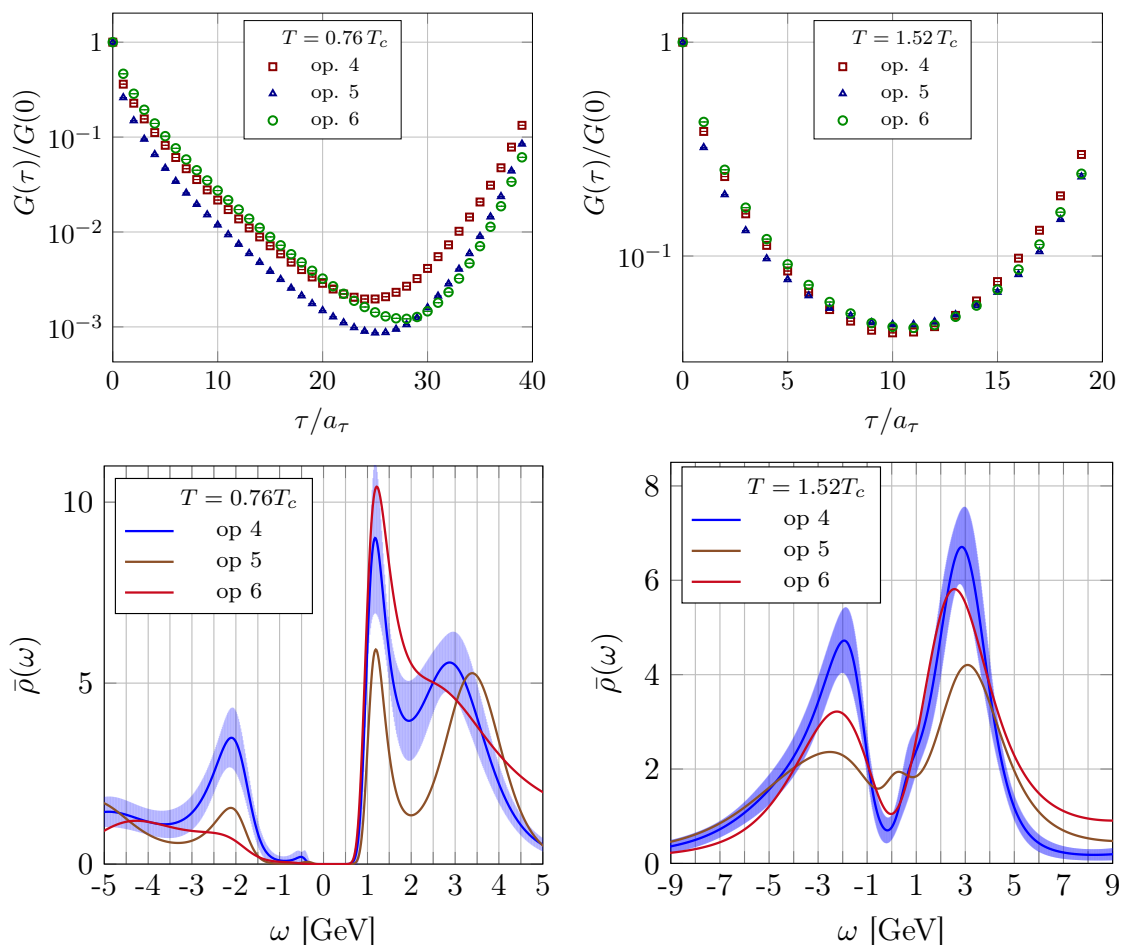 T = 0.76 T_c
op. 4
op. 5
op. 6
G(τ)/G(0)
1
10^{-1}
10^{-2}
10^{-3}
0 10 20 30 40
τ/a_τ
T = 1.52 T_c
op. 4
op. 5
op. 6
G(τ)/G(0)
1
10^{-1}
0 5 10 15 20
τ/a_τ
T = 0.76T_c
op 4
op 5
op 6
ρ̄(ω)
10
5
0
-5 -4 -3 -2 -1 0 1 2 3 4 5
ω [GeV]
T = 1.52T_c
op 4
op 5
op 6
ρ̄(ω)
8
6
4
2
0
-9 -7 -5 -3 -1 1 3 5 7 9
ω [GeV]